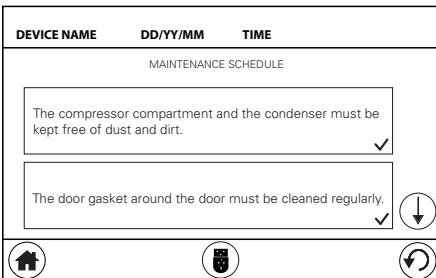 DEVICE NAME DD/YY/MM TIME
MAINTENANCE SCHEDULE
The compressor compartment and the condenser must be
kept free of dust and dirt.
The door gasket around the door must be cleaned regularly.